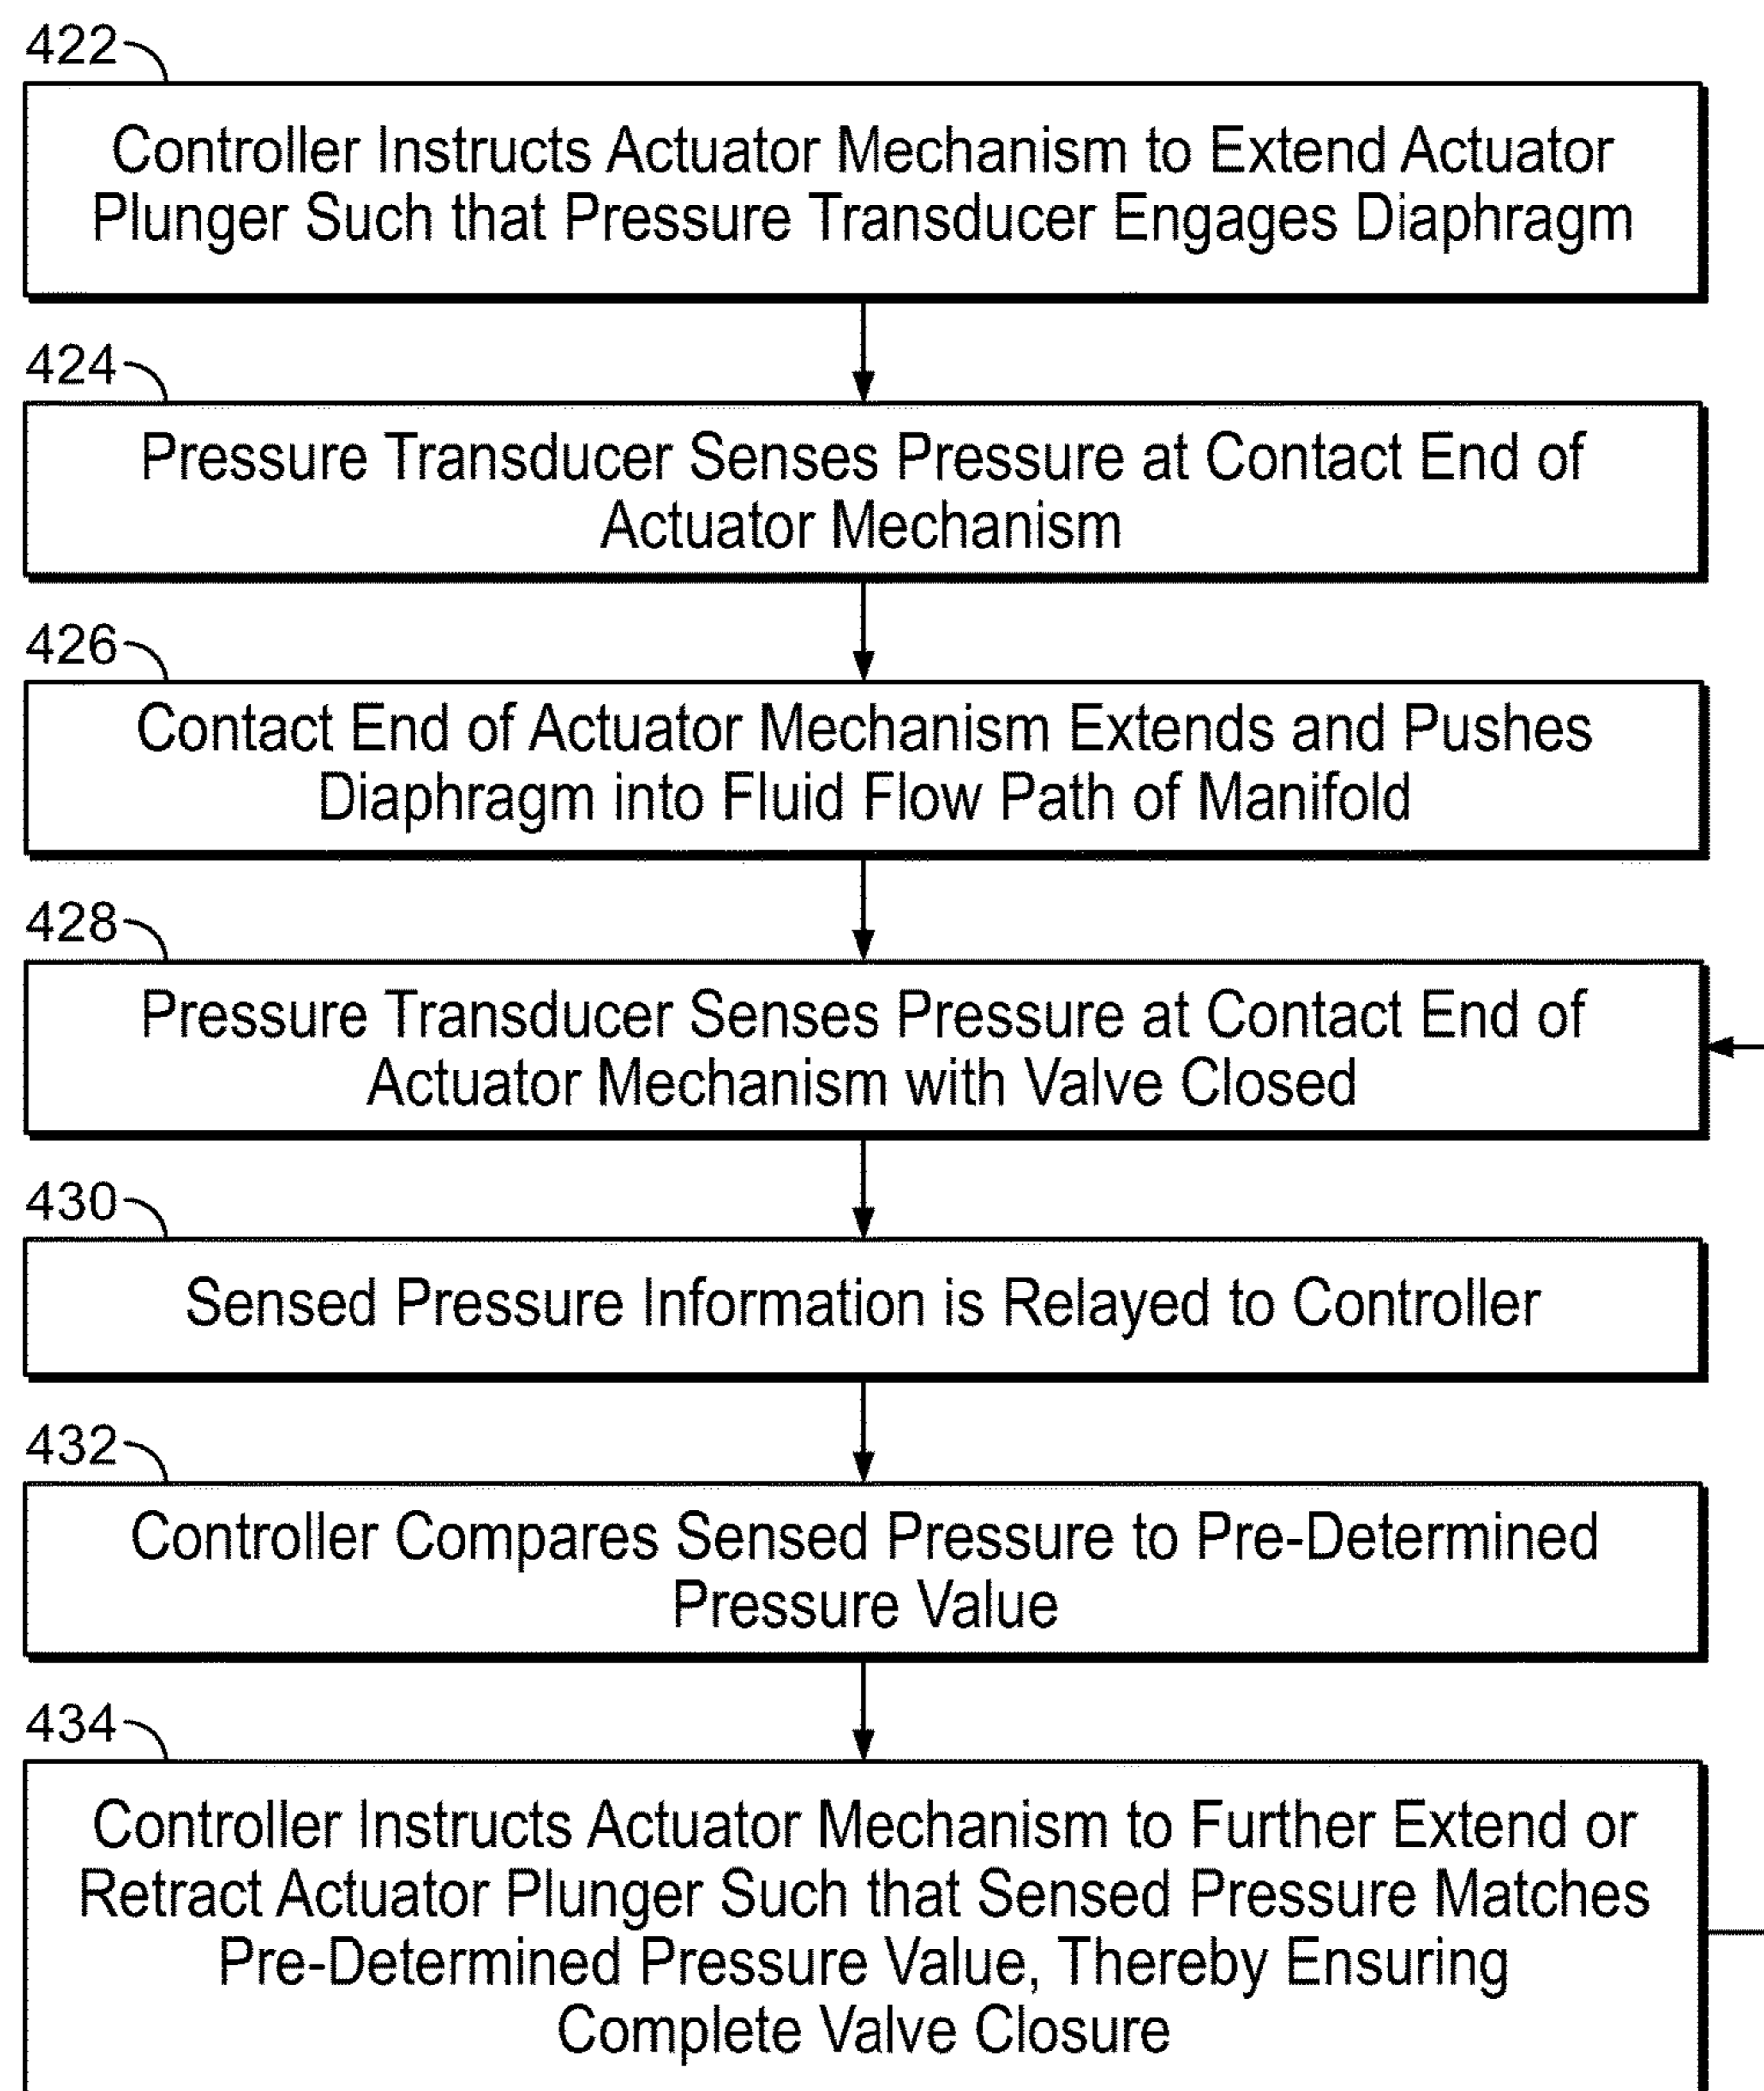 422
Controller Instructs Actuator Mechanism to Extend Actuator
Plunger Such that Pressure Transducer Engages Diaphragm
424
Pressure Transducer Senses Pressure at Contact End of
Actuator Mechanism
426
Contact End of Actuator Mechanism Extends and Pushes
Diaphragm into Fluid Flow Path of Manifold
428
Pressure Transducer Senses Pressure at Contact End of
Actuator Mechanism with Valve Closed
430
Sensed Pressure Information is Relayed to Controller
432
Controller Compares Sensed Pressure to Pre-Determined
Pressure Value
434
Controller Instructs Actuator Mechanism to Further Extend or
Retract Actuator Plunger Such that Sensed Pressure Matches
Pre-Determined Pressure Value, Thereby Ensuring
Complete Valve Closure